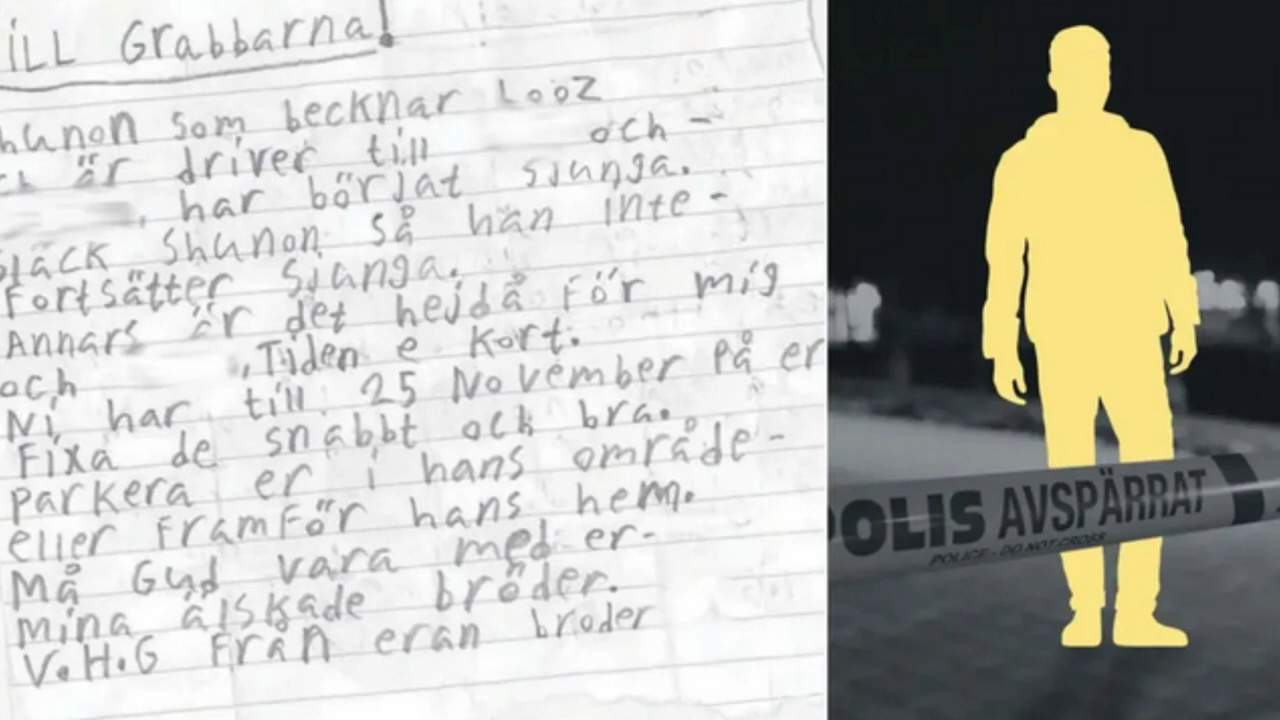 ILL Grabbarna!
hunon som becknar Looz
är driver till och -
, har börjat sjunga.
släck Shunon så han inte -
Fortsätter sjunga.
Annars är det hejdå För mig
och , Tiden e kort.
Ni har till 25 November på er
Fixa de snabbt och bra.
parkera er i hans område -
eller framför hans hem.
Må Gud vara med er -
mina älskade bröder.
V.H.G Från eran broder
POLIS AVSPÄRRAT
POLICE - DO NOT CROSS